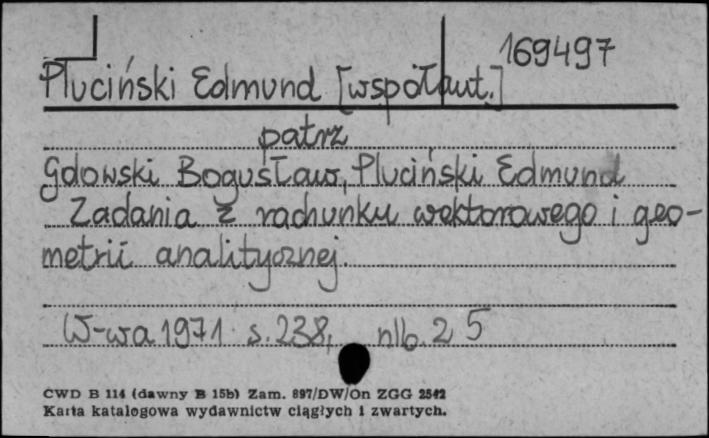 169497
Pluciński Edmund [współaut.]
patrz
Gdowski Bogusław, Pluciński Edmund
Zadania z rachunku wektorowego i geo-
metrii analitycznej.
W-wa 1971 s. 238, nlb. 2 5
CWD B 114 (dawny B 15b) Zam. 897/DW/On ZGG 2542
Karta katalogowa wydawnictw ciągłych i zwartych.